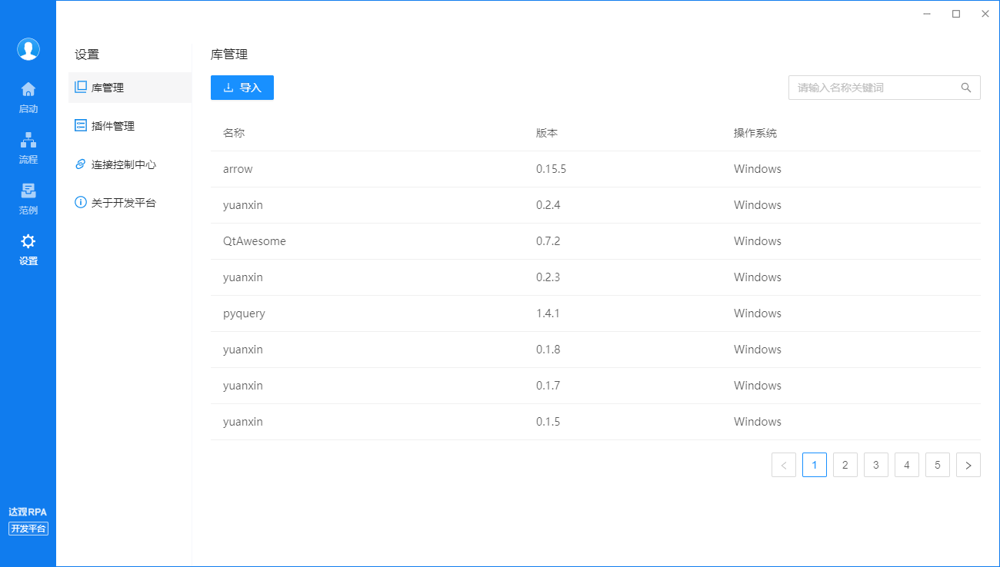 启动
流程
范例
设置
达观RPA
开发平台
设置
库管理
插件管理
连接控制中心
关于开发平台
库管理
导入
请输入名称关键词
名称 版本 操作系统
arrow 0.15.5 Windows
yuanxin 0.2.4 Windows
QtAwesome 0.7.2 Windows
yuanxin 0.2.3 Windows
pyquery 1.4.1 Windows
yuanxin 0.1.8 Windows
yuanxin 0.1.7 Windows
yuanxin 0.1.5 Windows
< 1 2 3 4 5 >